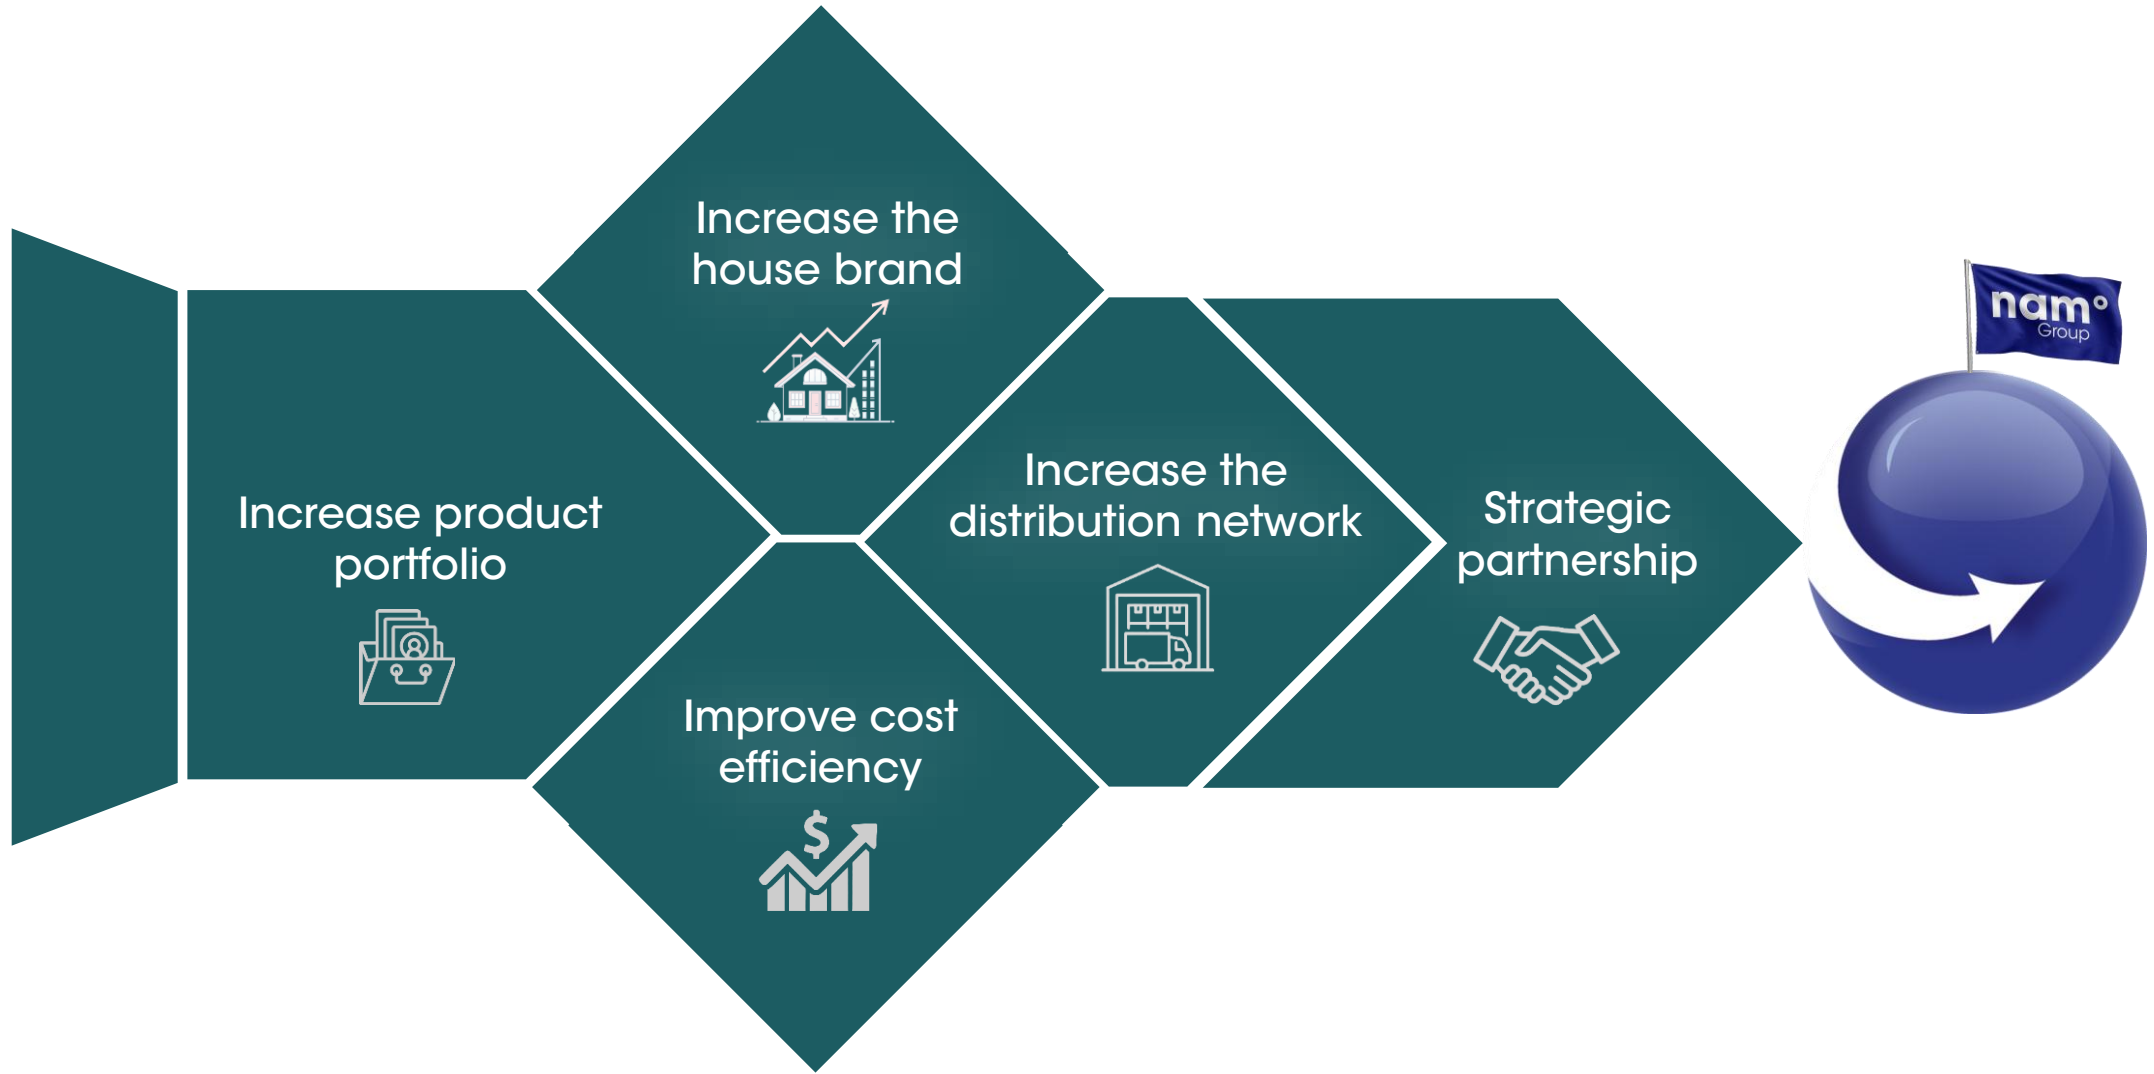 Increase product
portfolio
Increase the
house brand
Improve cost
efficiency
$
Increase the
distribution network
Strategic
partnership
nam°
Group